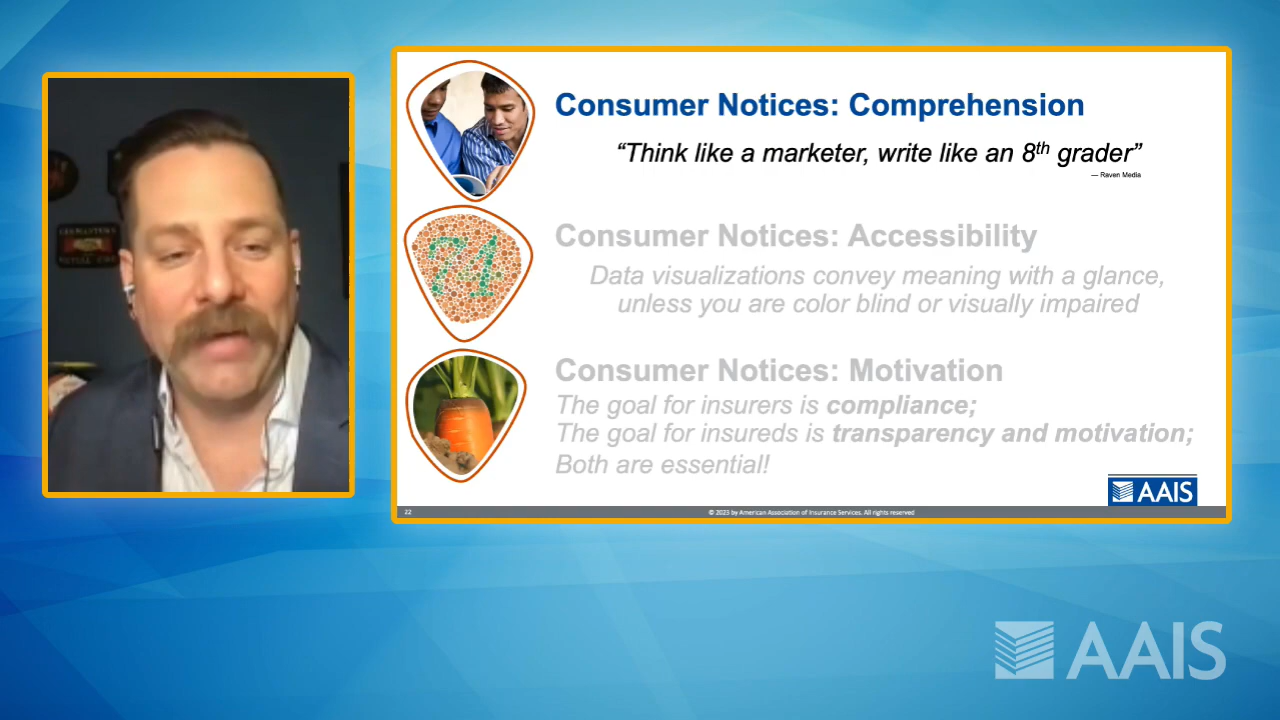 Consumer Notices: Comprehension
“Think like a marketer, write like an 8th grader”
— Raven Media
Consumer Notices: Accessibility
Data visualizations convey meaning with a glance,
unless you are color blind or visually impaired
Consumer Notices: Motivation
The goal for insurers is compliance;
The goal for insureds is transparency and motivation;
Both are essential!
AAIS
22
© 2023 by American Association of Insurance Services. All rights reserved
AAIS